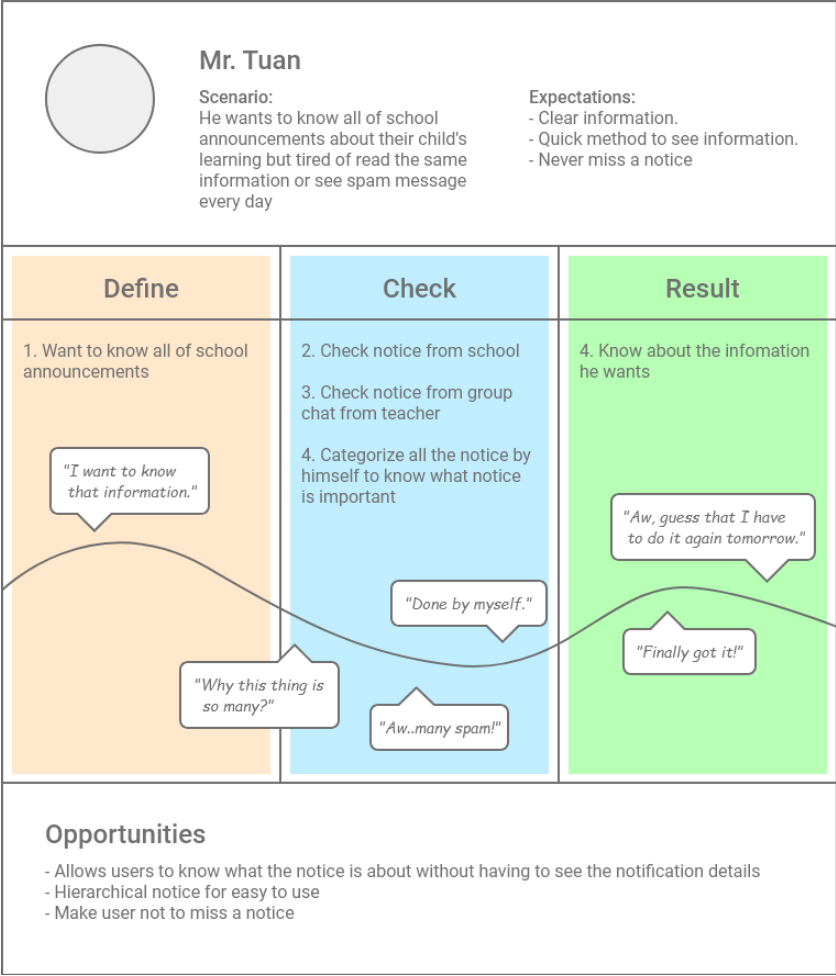 Mr. Tuan
Scenario:
He wants to know all of school
announcements about their child's
learning but tired of read the same
information or see spam message
every day
Expectations:
- Clear information.
- Quick method to see information.
- Never miss a notice
Define
Check
Result
1. Want to know all of school
announcements
"I want to know
that information."
2. Check notice from school
3. Check notice from group
chat from teacher
4. Categorize all the notice by
himself to know what notice
is important
"Done by myself."
"Why this thing is
so many?"
"Aw..many spam!"
4. Know about the infomation
he wants
"Aw, guess that I have
to do it again tomorrow."
"Finally got it!"
Opportunities
- Allows users to know what the notice is about without having to see the notification details
- Hierarchical notice for easy to use
- Make user not to miss a notice